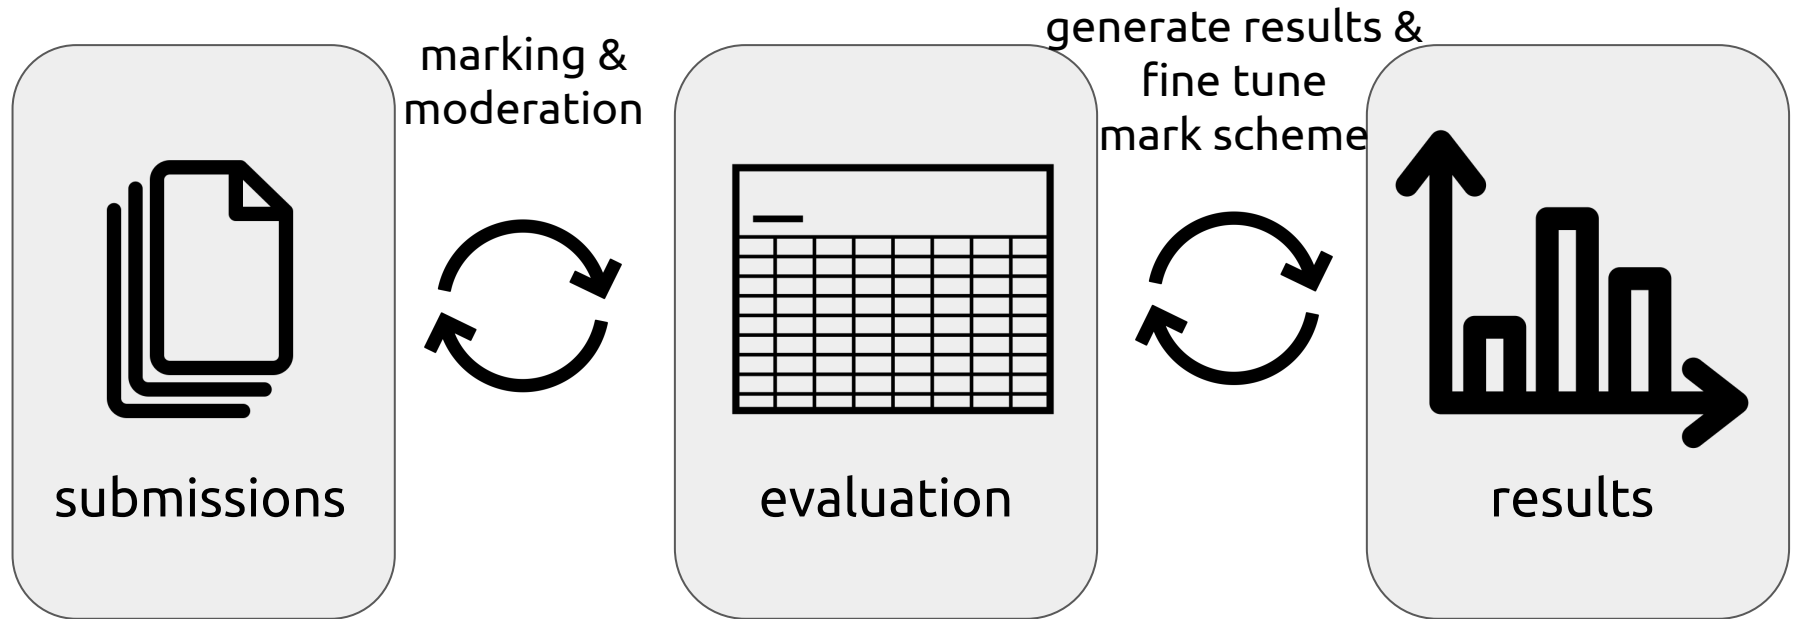 marking &
moderation
generate results &
fine tune
mark scheme
submissions
evaluation
results